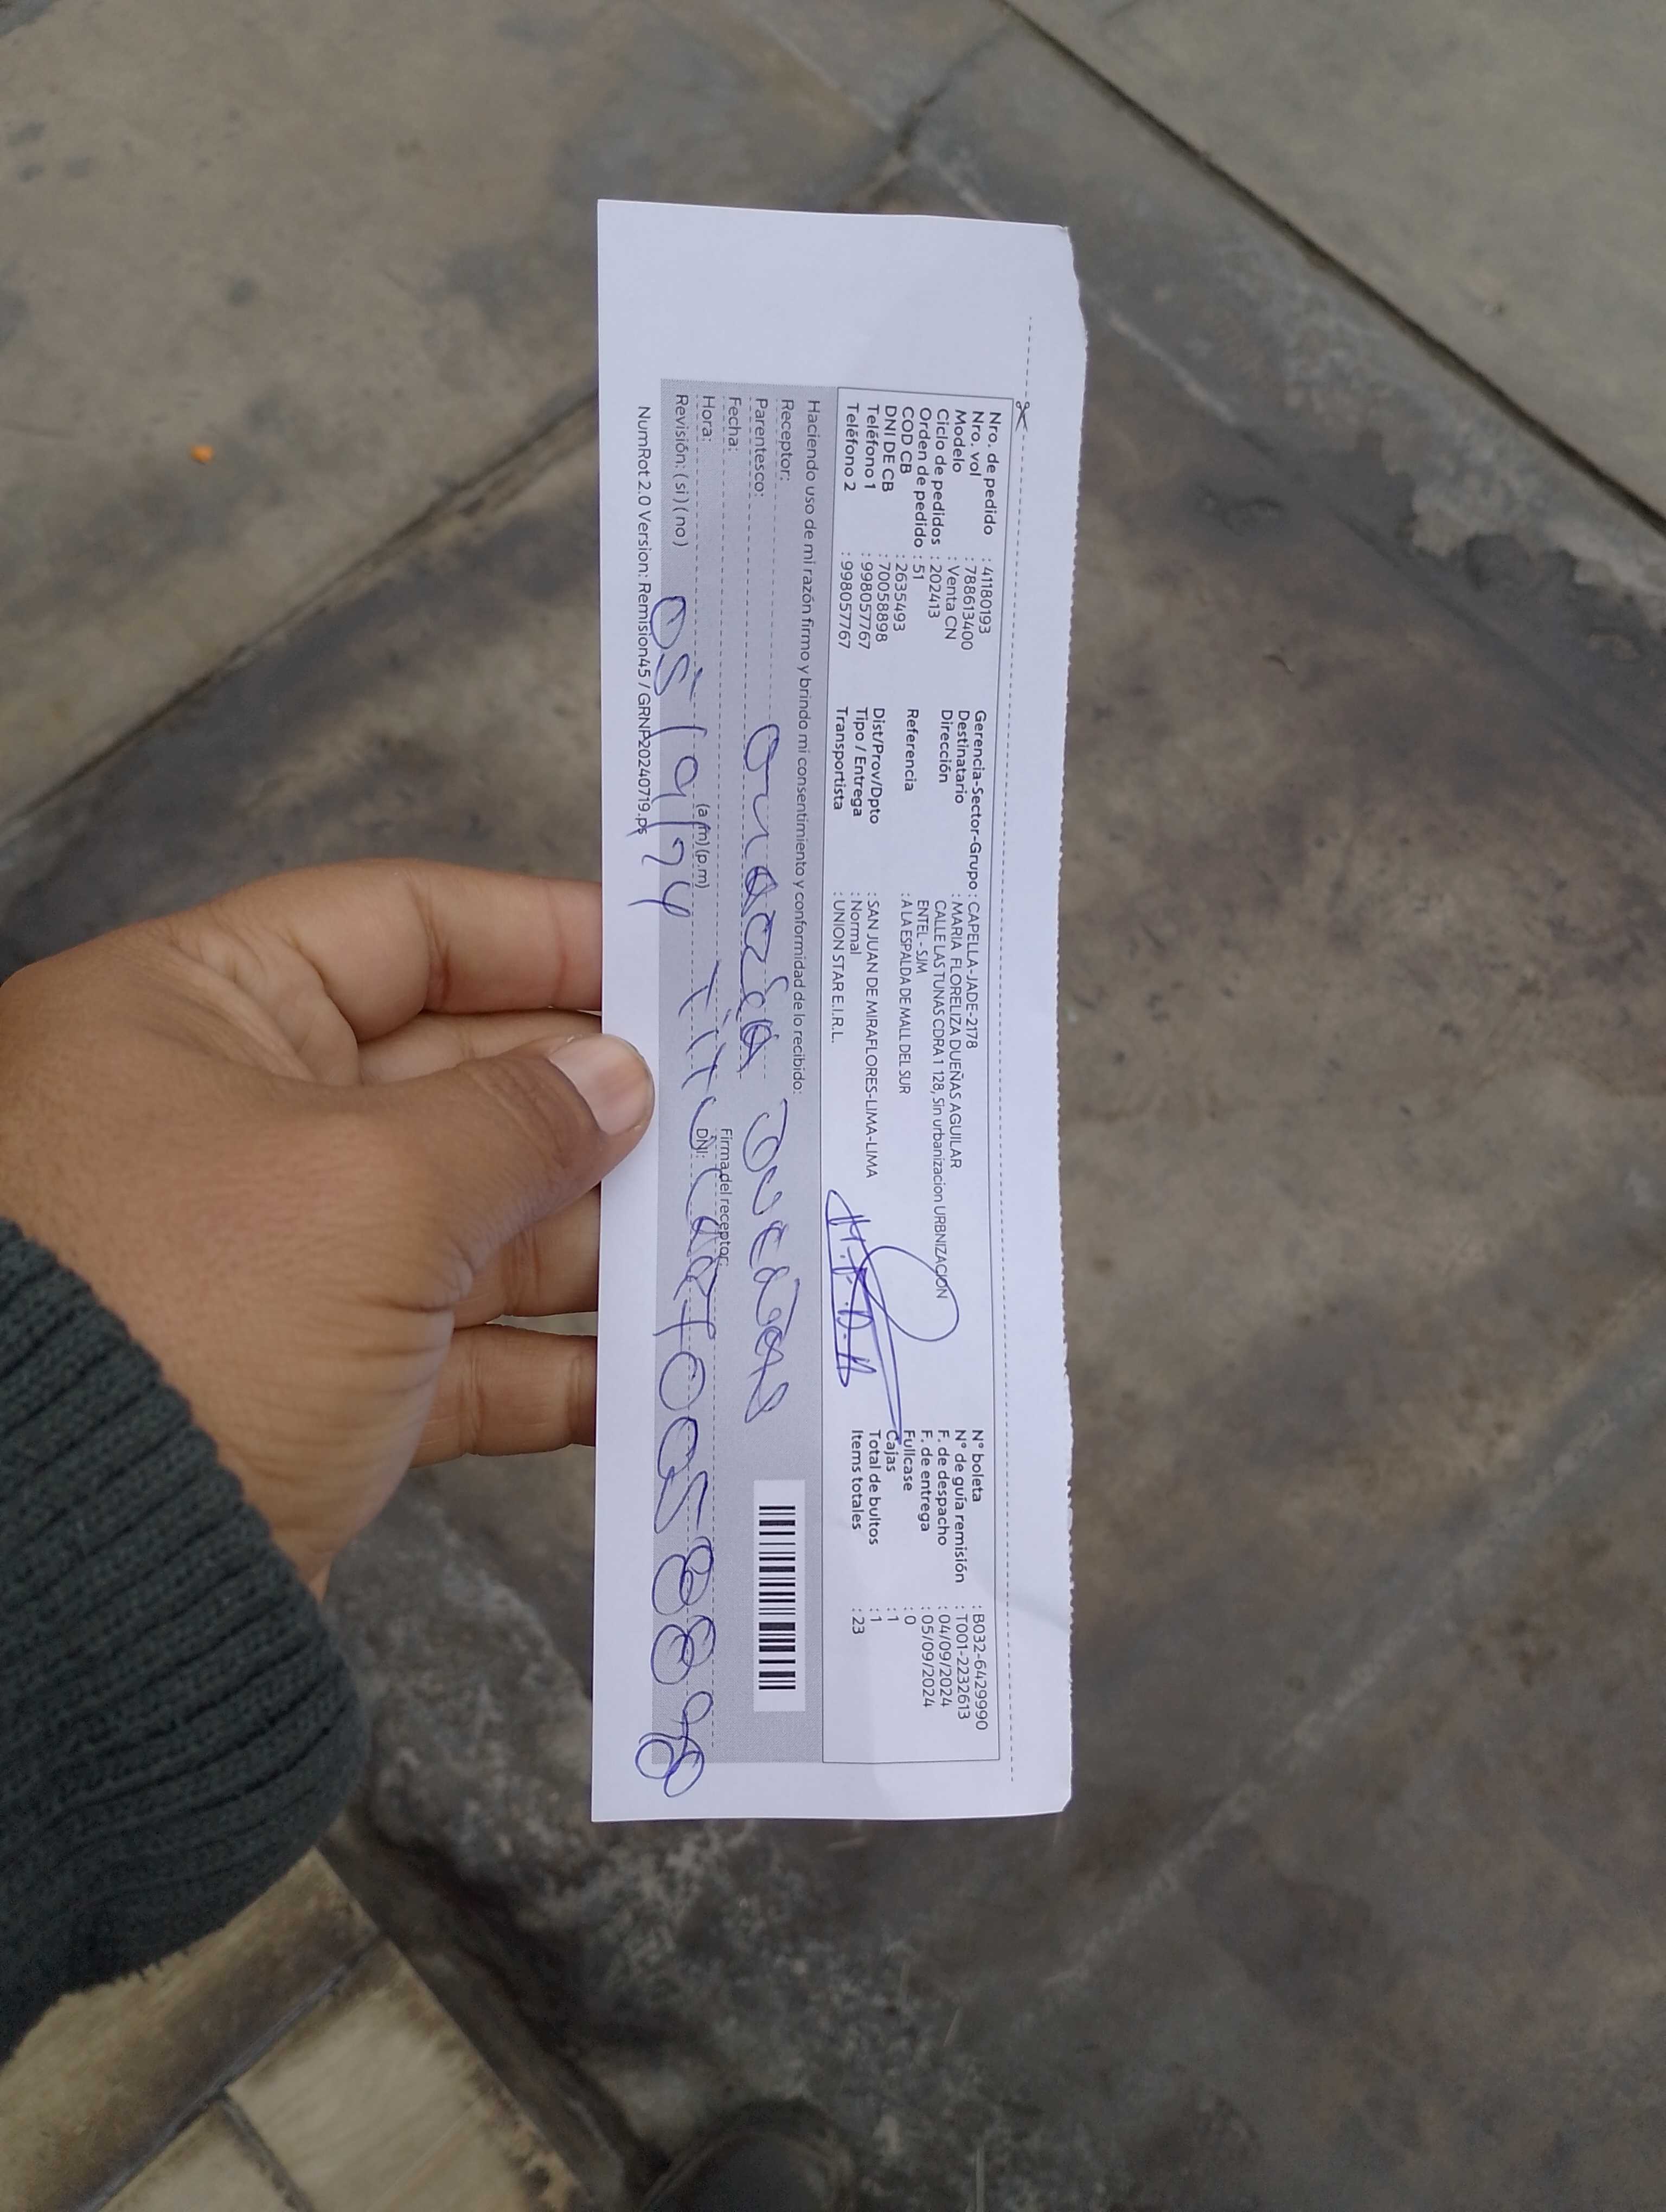 Nro. de pedido : 41180193
Nro. vol : 788613400
Modelo : Venta CN
Ciclo de pedidos : 202413
Orden de pedido : 51
COD CB : 2635493
DNI DE CB : 70058898
Teléfono 1 : 998057767
Teléfono 2 : 998057767
Gerencia-Sector-Grupo : CAPELLA-JADE-2178
Destinatario : MARIA FLORELIZA DUEÑAS AGUILAR
Dirección CALLE LAS TUNAS CDRA 1 128, Sin urbanizacion URBNIZACION
ENTEL - SJM
Referencia : A LA ESPALDA DE MALL DEL SUR
Dist/Prov/Dpto : SAN JUAN DE MIRAFLORES-LIMA-LIMA
Tipo / Entrega : Normal
Transportista : UNION STAR E.I.R.L.
N° boleta : B032-6429990
N° de guía remisión : T001-2232613
F. de despacho : 04/09/2024
F. de entrega : 05/09/2024
Fullcase : 0
Cajas : 1
Total de bultos : 1
Items totales : 23
Haciendo uso de mi razón firmo y brindo mi consentimiento y conformidad de lo recibido:
Receptor:
Parentesco:
Fecha:
Hora: (a.m) (p.m)
Firma del receptor:
DNI:
Revisión: (si) (no)
NumRot 2.0 Version: Remision45 / GRNP20240719.ps